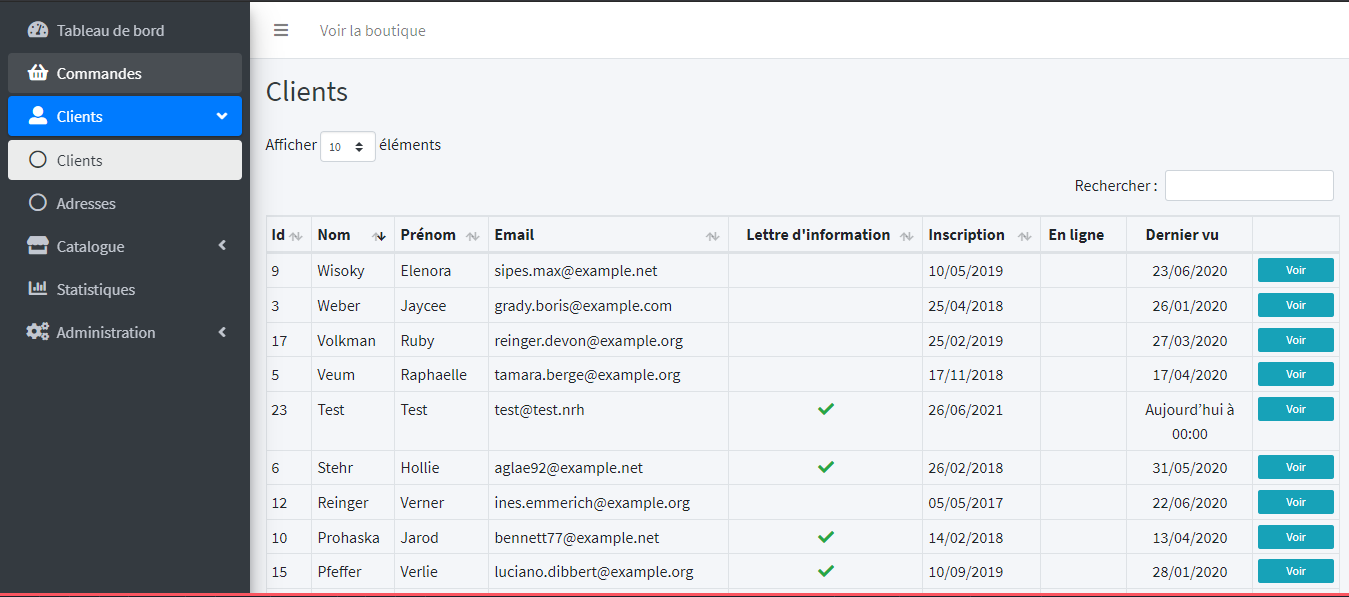 Tableau de bord
Commandes
Clients
Clients
Adresses
Catalogue
Statistiques
Administration
Voir la boutique
Clients
Afficher 10 éléments
Rechercher :
Id Nom Prénom Email Lettre d'information Inscription En ligne Dernier vu
9 Wisoky Elenora sipes.max@example.net 10/05/2019 23/06/2020 Voir
3 Weber Jaycee grady.boris@example.com 25/04/2018 26/01/2020 Voir
17 Volkman Ruby reinger.devon@example.org 25/02/2019 27/03/2020 Voir
5 Veum Raphaelle tamara.berge@example.org 17/11/2018 17/04/2020 Voir
23 Test Test test@test.nrh 26/06/2021 Aujourd’hui à Voir
00:00
6 Stehr Hollie aglae92@example.net 26/02/2018 31/05/2020 Voir
12 Reinger Verner ines.emmerich@example.org 05/05/2017 22/06/2020 Voir
10 Prohaska Jarod bennett77@example.net 14/02/2018 13/04/2020 Voir
15 Pfeffer Verlie luciano.dibbert@example.org 10/09/2019 28/01/2020 Voir